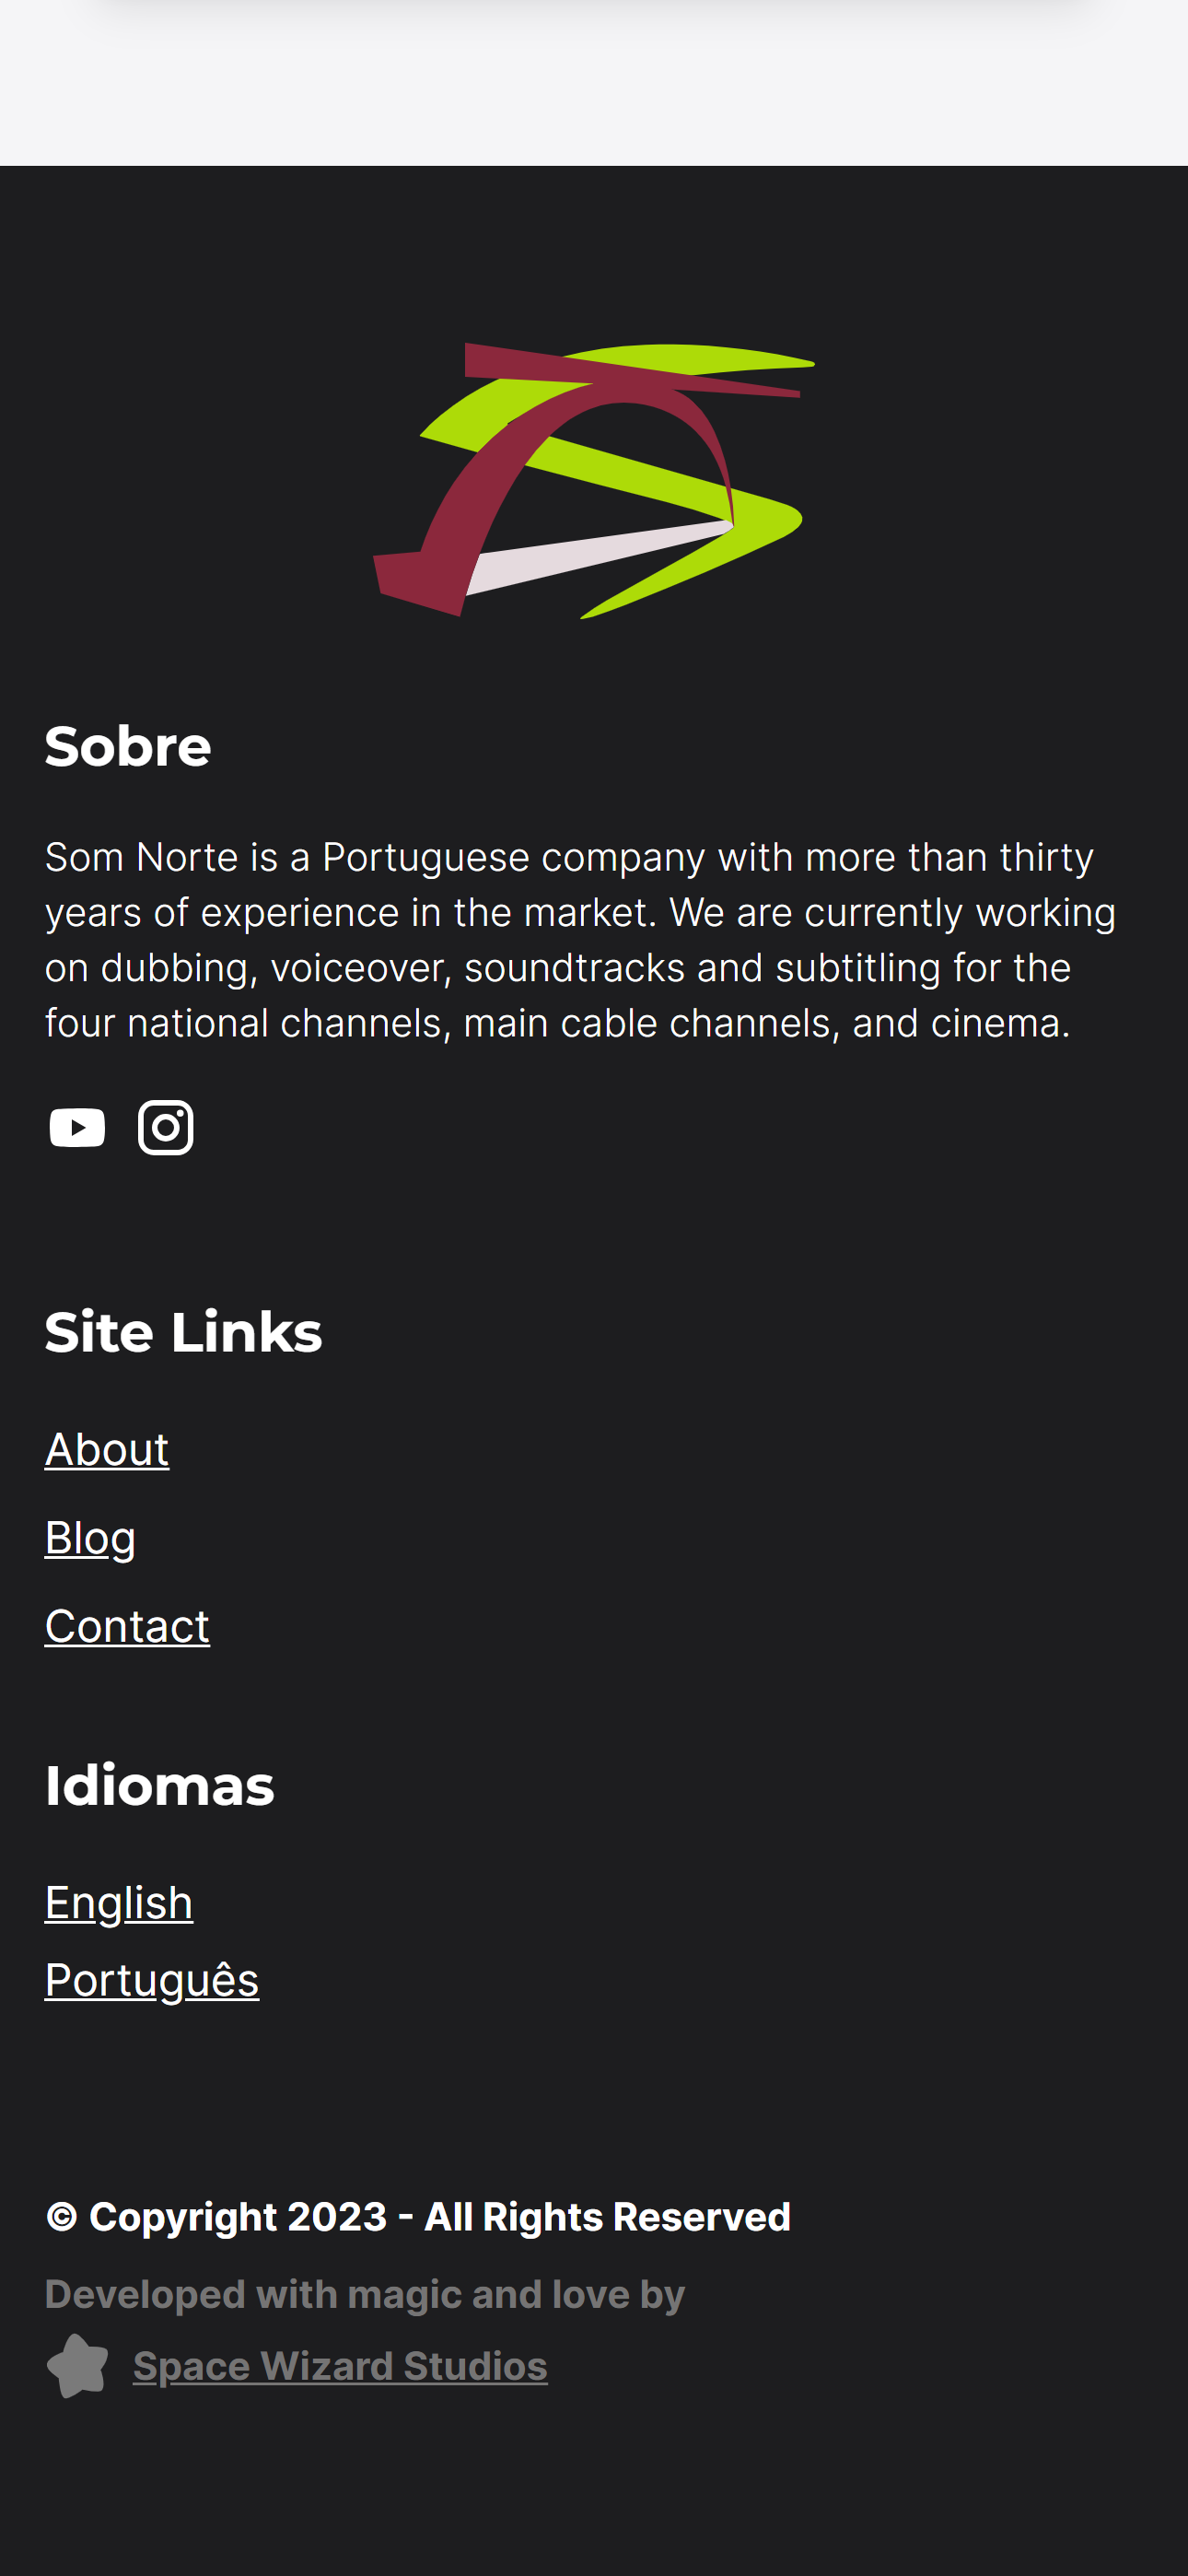 Sobre
Som Norte is a Portuguese company with more than thirty
years of experience in the market. We are currently working
on dubbing, voiceover, soundtracks and subtitling for the
four national channels, main cable channels, and cinema.
Site Links
About
Blog
Contact
Idiomas
English
Português
© Copyright 2023 - All Rights Reserved
Developed with magic and love by
Space Wizard Studios